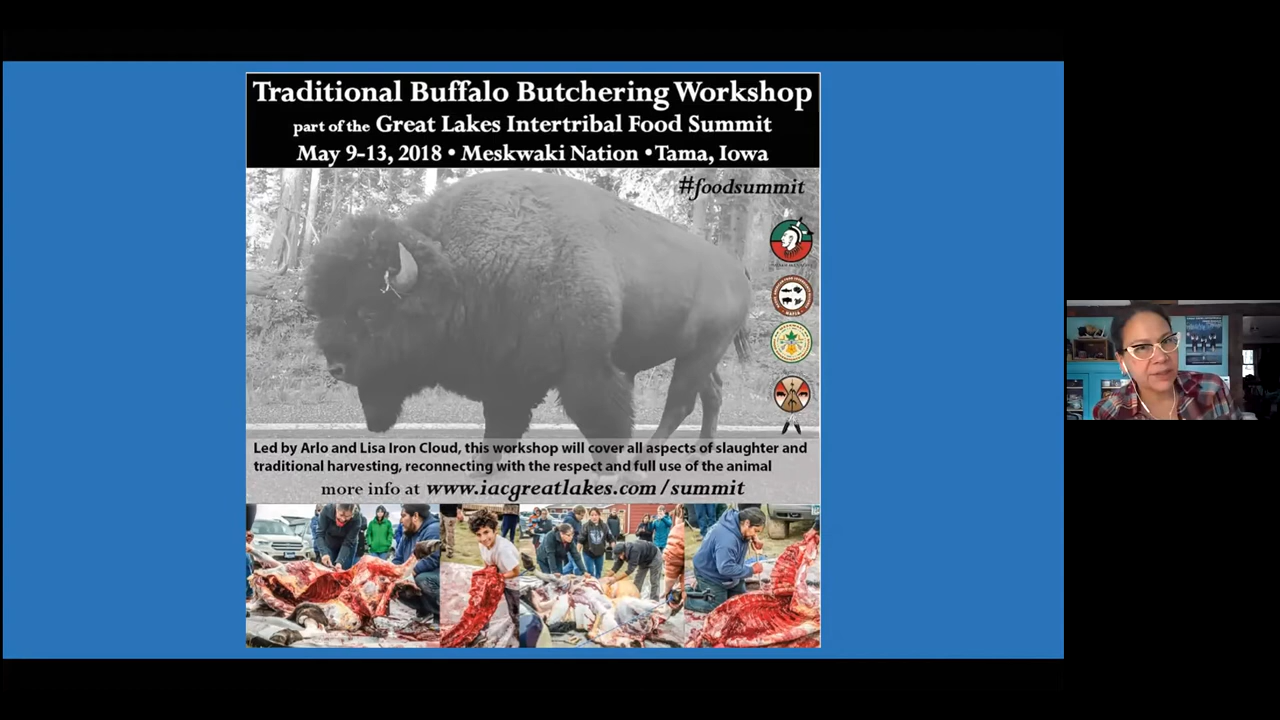 Traditional Buffalo Butchering Workshop
part of the Great Lakes Intertribal Food Summit
May 9-13, 2018 • Meskwaki Nation • Tama, Iowa
#foodsummit
Led by Arlo and Lisa Iron Cloud, this workshop will cover all aspects of slaughter and
traditional harvesting, reconnecting with the respect and full use of the animal
more info at www.iacgreatlakes.com/summit